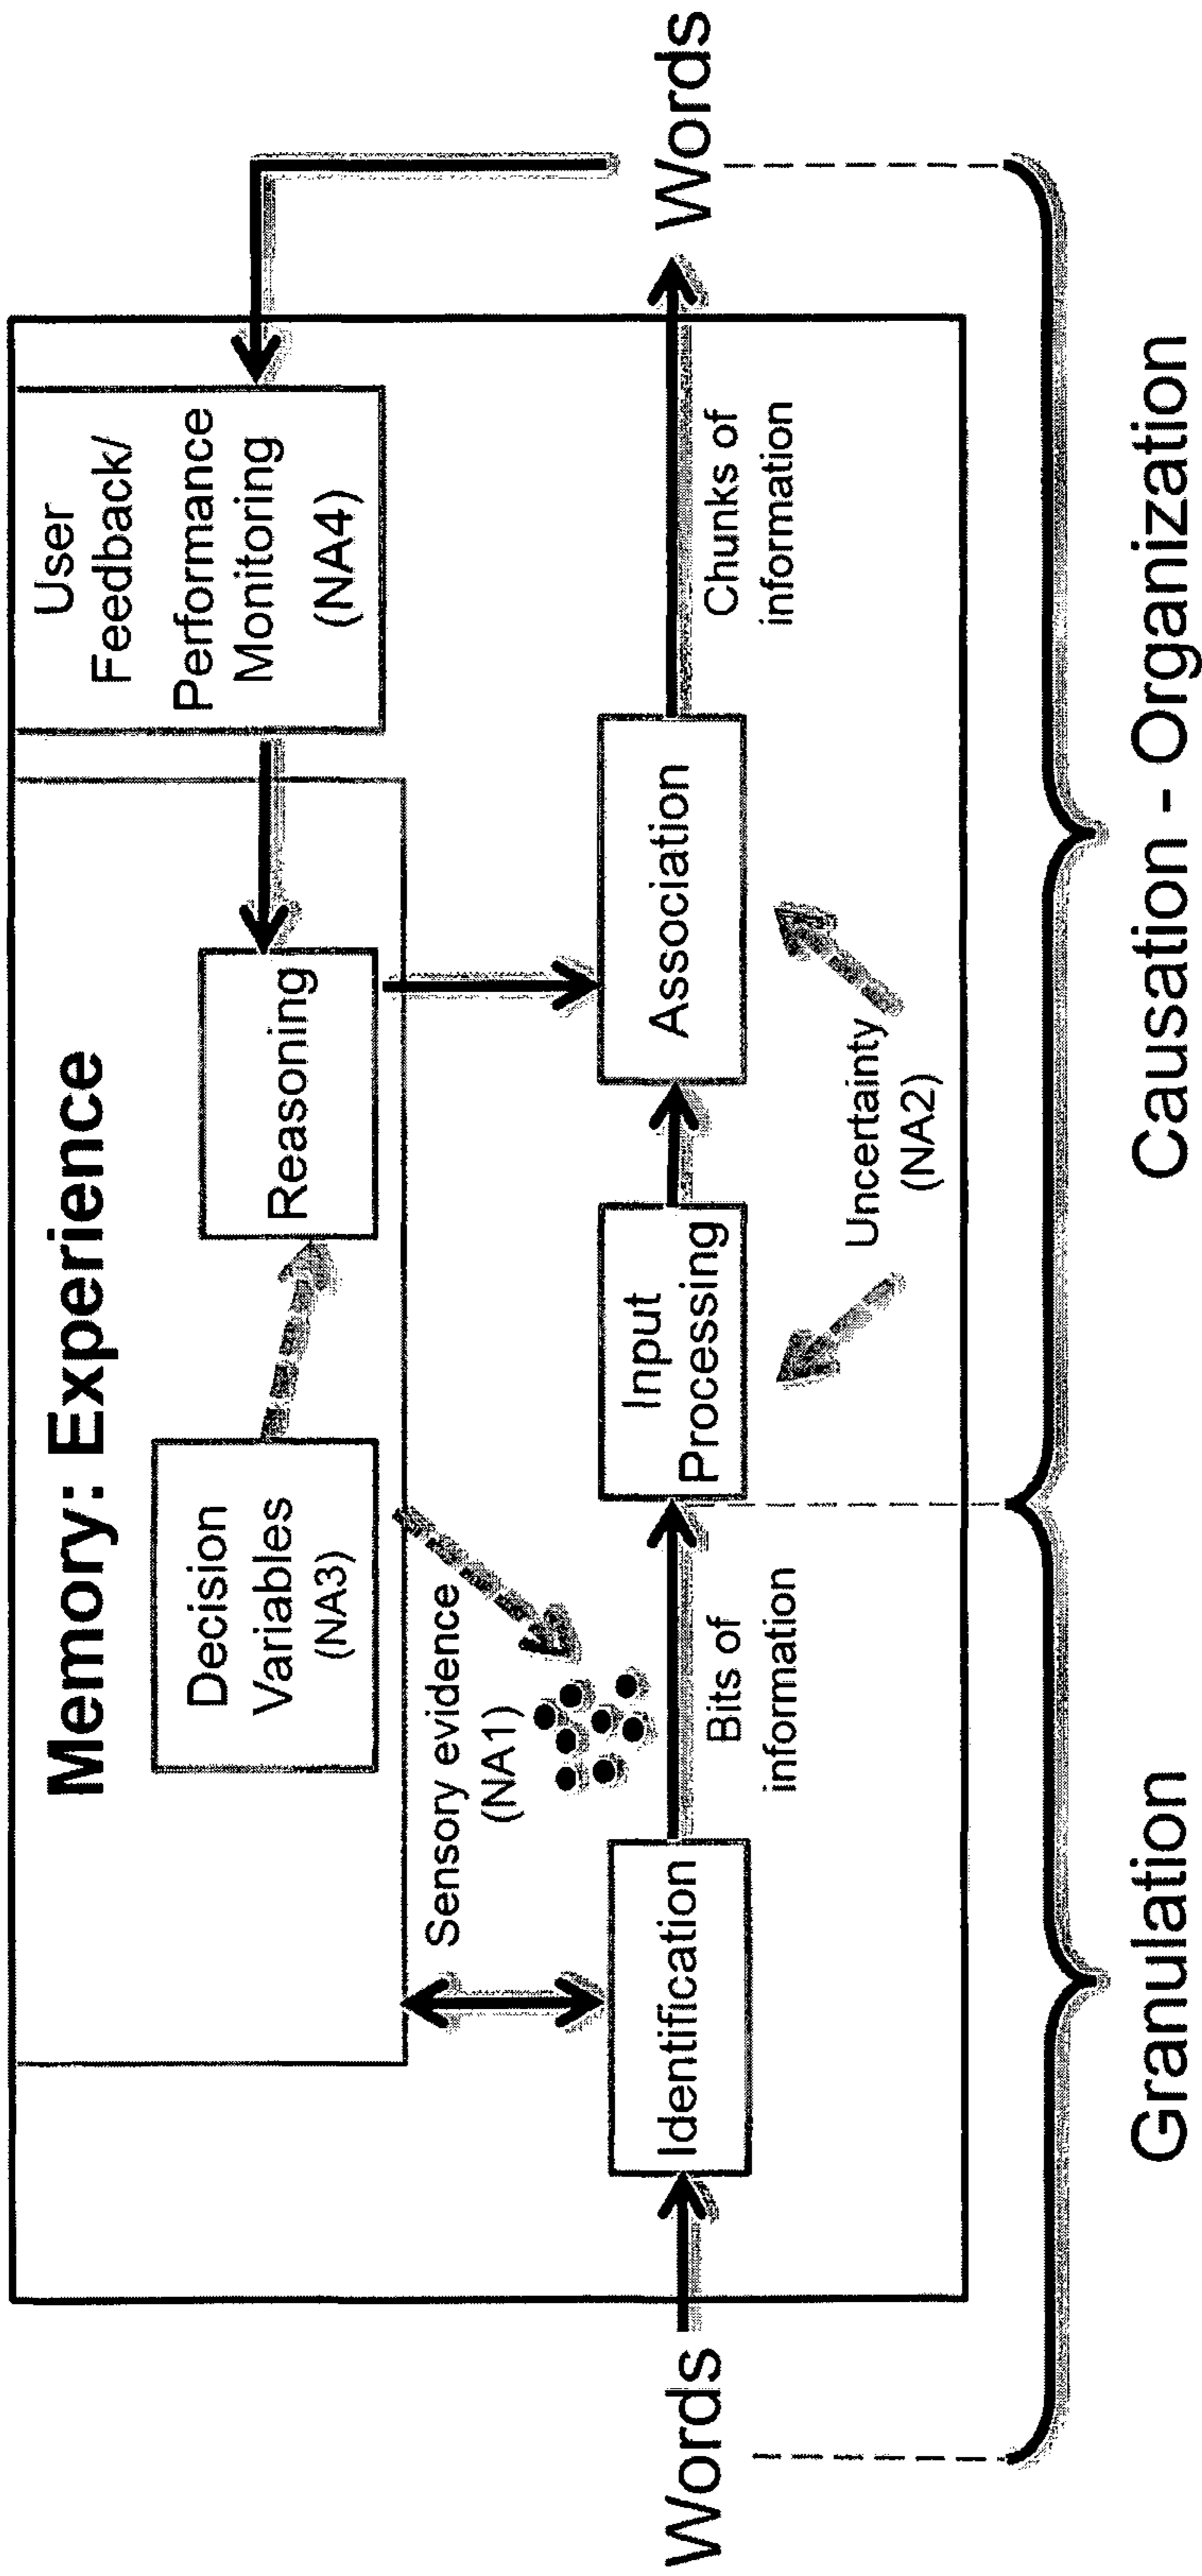 Memory: Experience
Decision
Variables
(NA3)
Reasoning
User
Feedback/
Performance
Monitoring
(NA4)
Sensory evidence
(NA1)
Words
Identification
Bits of
information
Input
Processing
Association
Chunks of
information
Words
Uncertainty
(NA2)
Granulation
Causation - Organization